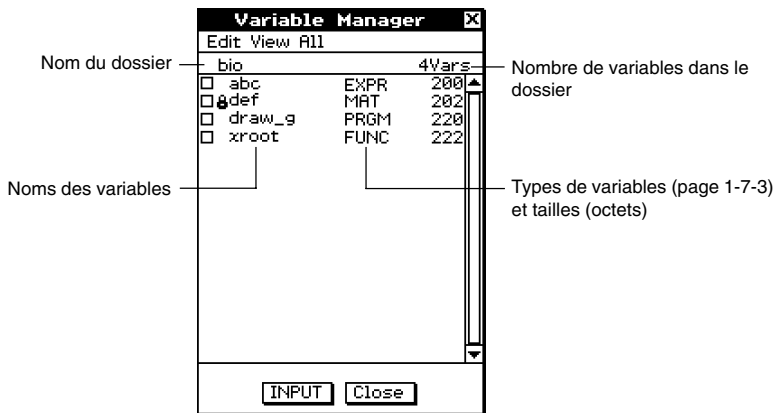 Variable Manager
Edit View All
Nom du dossier
bio 4Vars
Nombre de variables dans le
dossier
abc EXPR 200
def MAT 202
draw_g PRGM 220
xroot FUNC 222
Noms des variables
Types de variables (page 1-7-3)
et tailles (octets)
INPUT Close